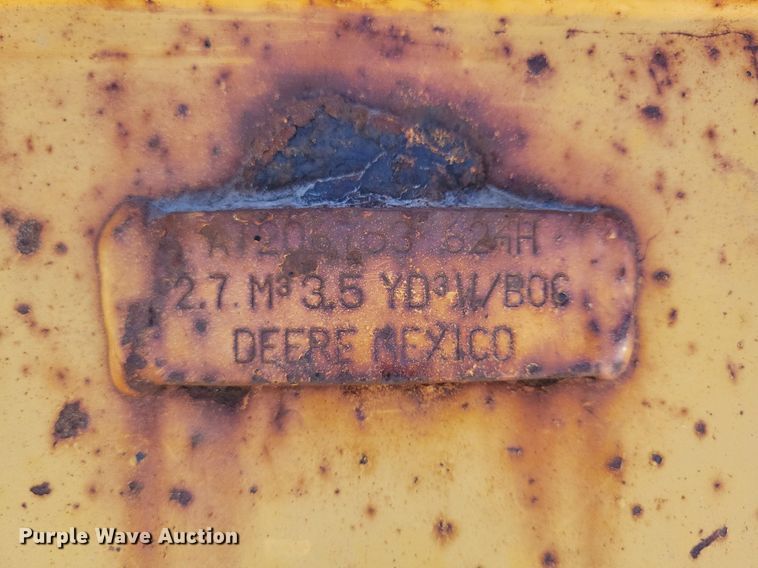 624H
2.7 M³ 3.5 YD³ W/BOC
DEERE MEXICO
Purple Wave Auction